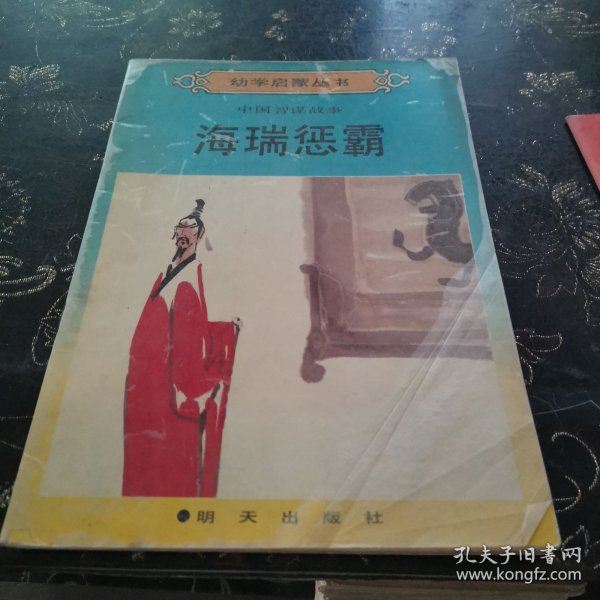 幼学启蒙丛书
中国智谋故事
海瑞惩霸
明天出版社
孔夫子旧书网
www.kongfz.com